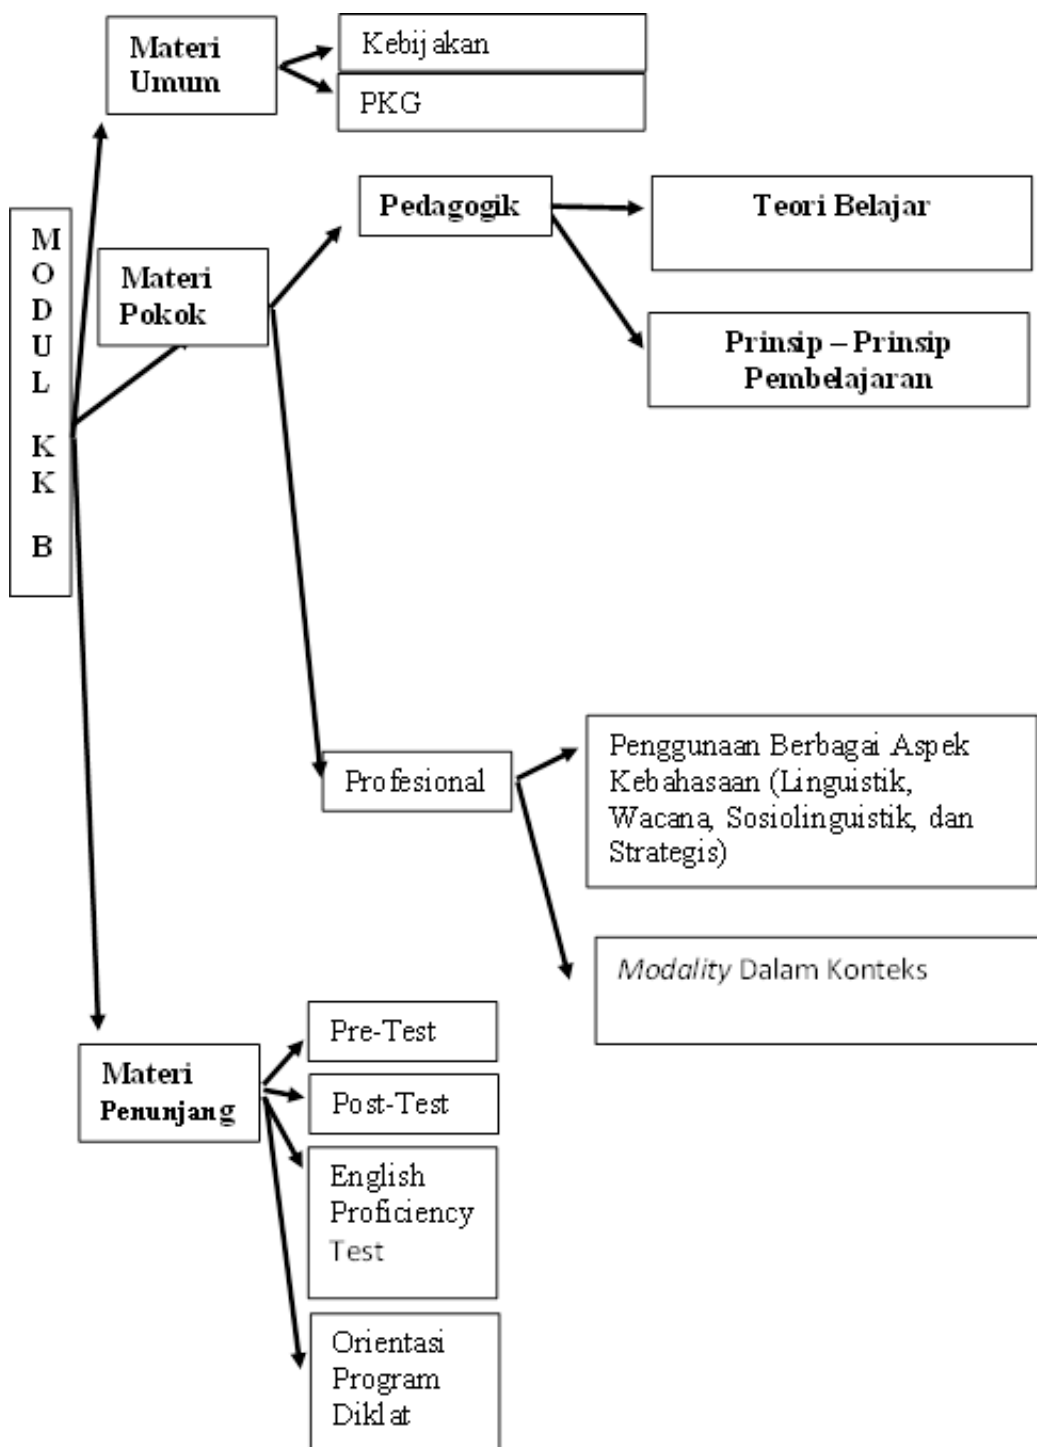 Materi
Umum
Kebijakan
PKG
M
O
D
U
L
K
K
B
Materi
Pokok
Pedagogik
Teori Belajar
Prinsip – Prinsip
Pembelajaran
Profesional
Penggunaan Berbagai Aspek
Kebahasaan (Linguistik,
Wacana, Sosiolinguistik, dan
Strategis)
Modality Dalam Konteks
Materi
Penunjang
Pre-Test
Post-Test
English
Proficiency
Test
Orientasi
Program
Diklat